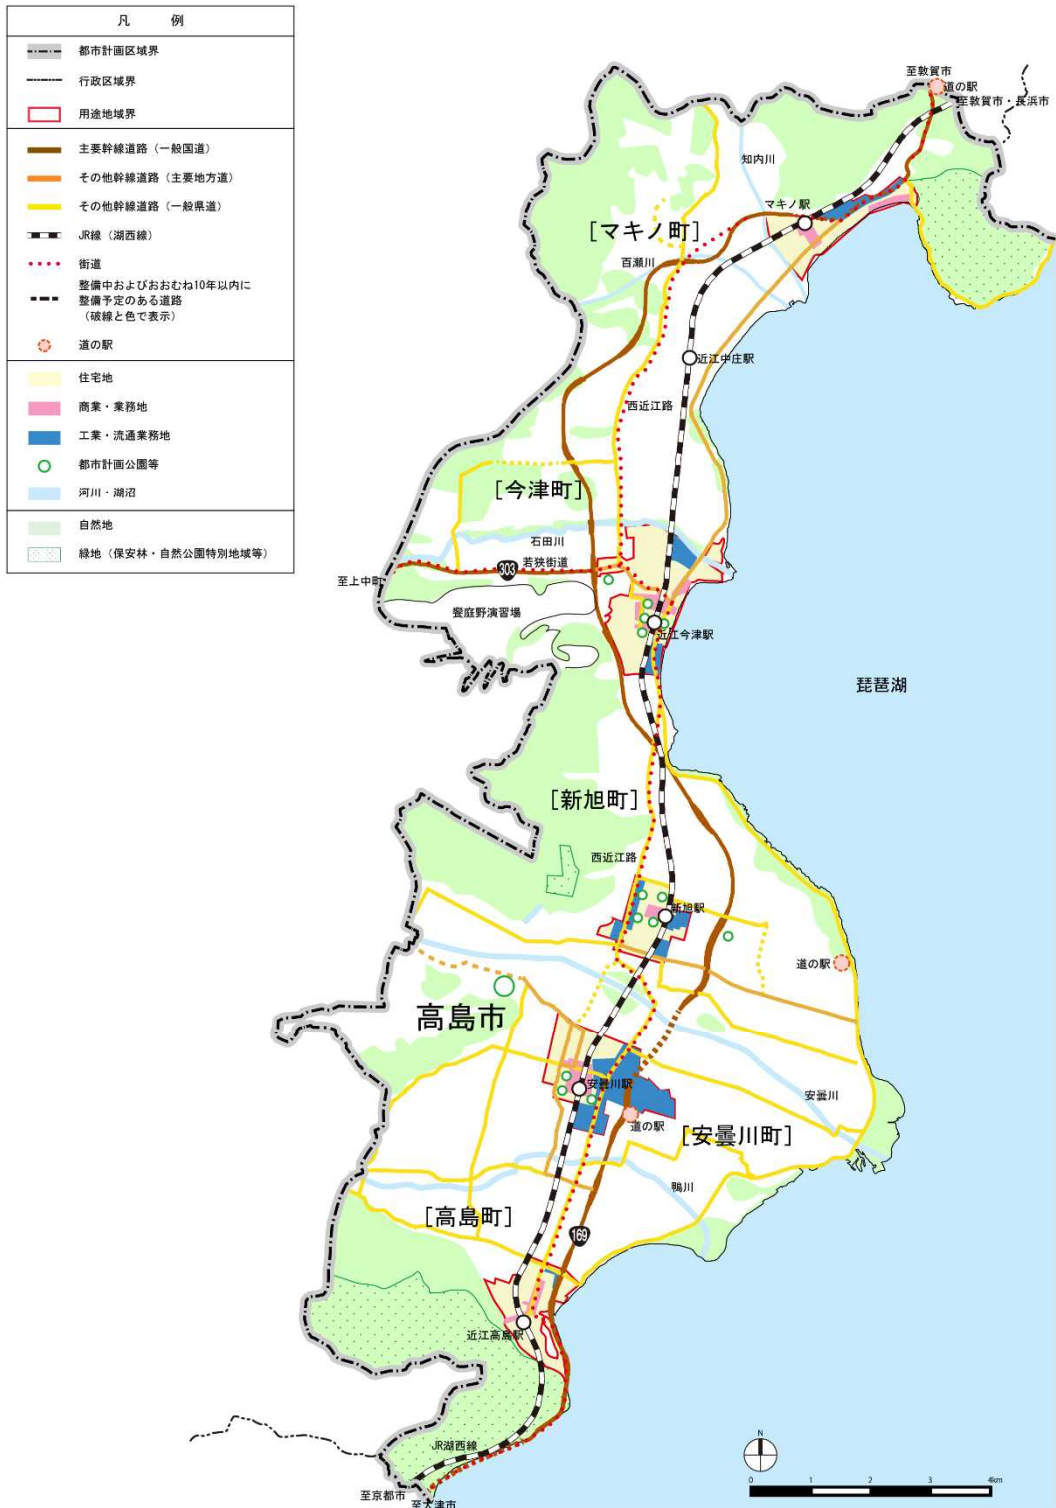 凡 例
都市計画区域界
行政区域界
用途地域界
主要幹線道路（一般国道）
その他幹線道路（主要地方道）
その他幹線道路（一般県道）
JR線（湖西線）
街道
整備中およびおおむね10年以内に
整備予定のある道路
（破線と色で表示）
道の駅
住宅地
商業・業務地
工業・流通業務地
都市計画公園等
河川・湖沼
自然地
緑地（保安林・自然公園特別地域等）
至敦賀市
道の駅
至敦賀市・長浜市
知内川
マキノ駅
［マキノ町］
百瀬川
近江中庄駅
西近江路
［今津町］
石田川
若狭街道
303
至上中町
饗庭野演習場
近江今津駅
琵琶湖
［新旭町］
西近江路
新旭駅
道の駅
高島市
安曇川駅
安曇川
道の駅
［安曇川町］
鴨川
［高島町］
169
近江高島駅
JR湖西線
至京都市
至大津市
N
0 1 2 3 4km